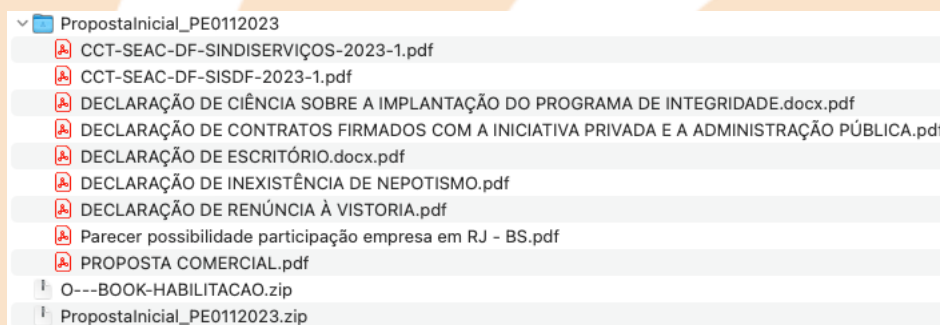 PropostaInicial_PE0112023
CCT-SEAC-DF-SINDISERVIÇOS-2023-1.pdf
CCT-SEAC-DF-SISDF-2023-1.pdf
DECLARAÇÃO DE CIÊNCIA SOBRE A IMPLANTAÇÃO DO PROGRAMA DE INTEGRIDADE.docx.pdf
DECLARAÇÃO DE CONTRATOS FIRMADOS COM A INICIATIVA PRIVADA E A ADMINISTRAÇÃO PÚBLICA.pdf
DECLARAÇÃO DE ESCRITÓRIO.docx.pdf
DECLARAÇÃO DE INEXISTÊNCIA DE NEPOTISMO.pdf
DECLARAÇÃO DE RENÚNCIA À VISTORIA.pdf
Parecer possibilidade participação empresa em RJ - BS.pdf
PROPOSTA COMERCIAL.pdf
O---BOOK-HABILITACAO.zip
PropostaInicial_PE0112023.zip